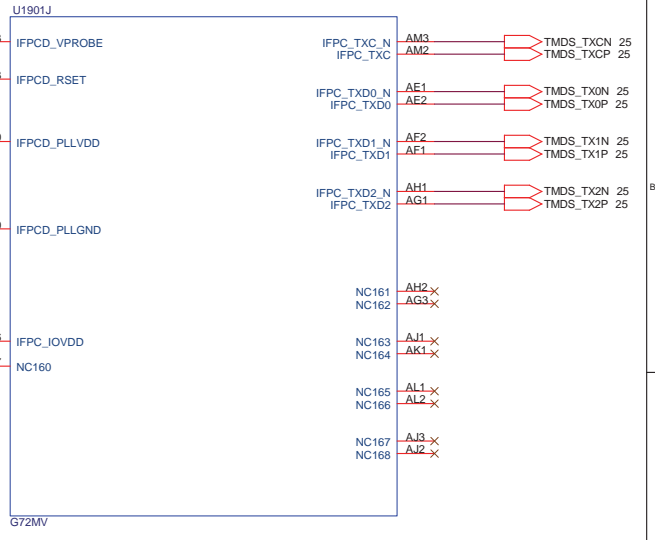 U1901J
IFPCD_VPROBE IFPC_TXC_N AM3 TMDS_TXCN 25
IFPC_TXC AM2 TMDS_TXCP 25
IFPCD_RSET
IFPC_TXD0_N AE1 TMDS_TX0N 25
IFPC_TXD0 AE2 TMDS_TX0P 25
IFPCD_PLLVDD IFPC_TXD1_N AF2 TMDS_TX1N 25
IFPC_TXD1 AF1 TMDS_TX1P 25
IFPC_TXD2_N AH1 TMDS_TX2N 25
B
IFPC_TXD2 AG1 TMDS_TX2P 25
IFPCD_PLLGND
NC161 AH2
NC162 AG3
IFPC_IOVDD NC163 AJ1
NC164 AK1
NC160
NC165 AL1
NC166 AL2
NC167 AJ3
NC168 AJ2
G72MV